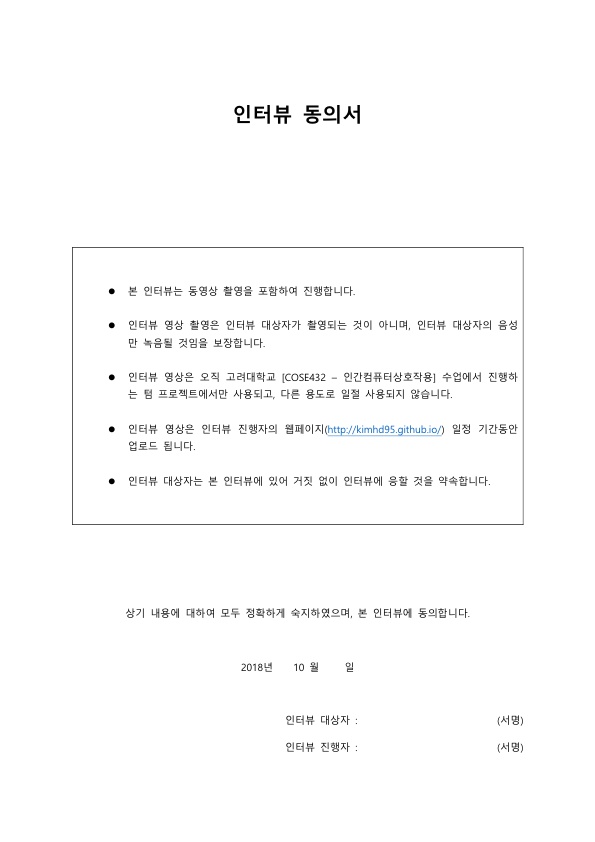 인터뷰 동의서
● 본 인터뷰는 동영상 촬영을 포함하여 진행합니다.
● 인터뷰 영상 촬영은 인터뷰 대상자가 촬영되는 것이 아니며, 인터뷰 대상자의 음성
만 녹음될 것임을 보장합니다.
● 인터뷰 영상은 오직 고려대학교 [COSE432 – 인간컴퓨터상호작용] 수업에서 진행하
는 팀 프로젝트에서만 사용되고, 다른 용도로 일절 사용되지 않습니다.
● 인터뷰 영상은 인터뷰 진행자의 웹페이지(http://kimhd95.github.io/) 일정 기간동안
업로드 됩니다.
● 인터뷰 대상자는 본 인터뷰에 있어 거짓 없이 인터뷰에 응할 것을 약속합니다.
상기 내용에 대하여 모두 정확하게 숙지하였으며, 본 인터뷰에 동의합니다.
2018년 10 월 일
인터뷰 대상자 : (서명)
인터뷰 진행자 : (서명)